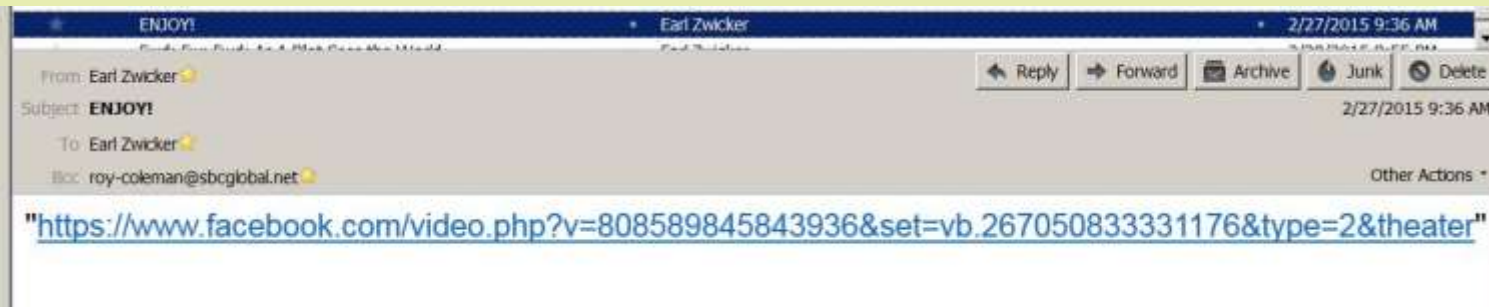 ENJOY! Earl Zwicker 2/27/2015 9:36 AM
From Earl Zwicker Reply Forward Archive Junk Delete
Subject ENJOY! 2/27/2015 9:36 AM
To Earl Zwicker
Bcc roy-coleman@sbcglobal.net Other Actions
"https://www.facebook.com/video.php?v=808589845843936&set=vb.267050833331176&type=2&theater"